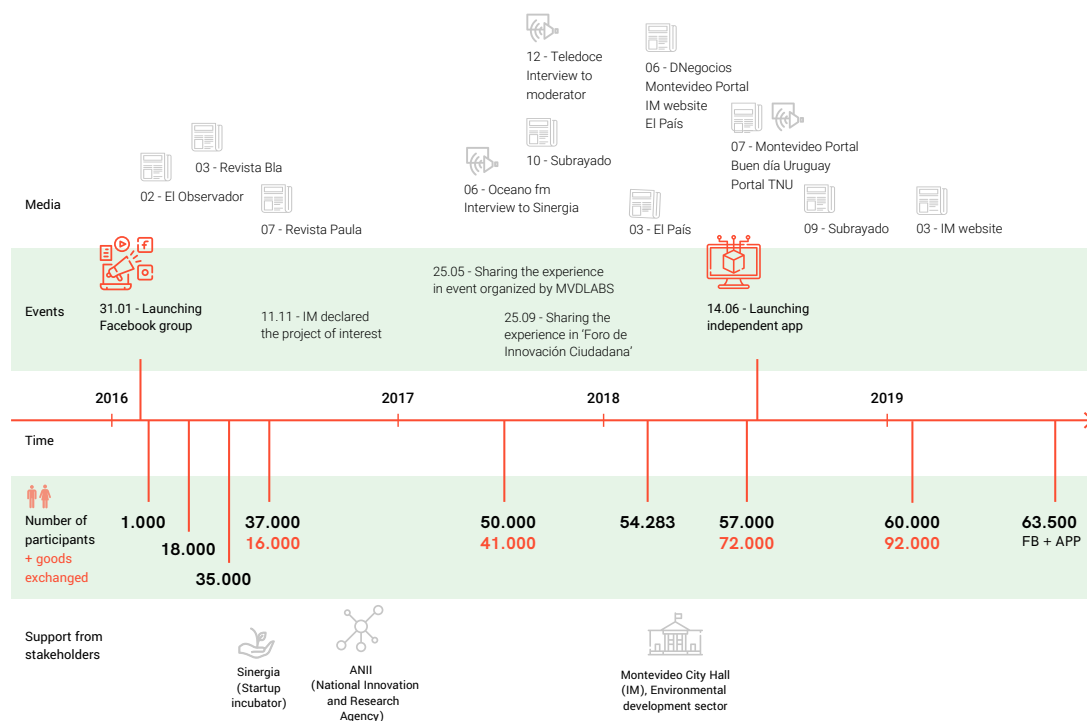 12 - Teledoce
Interview to
moderator
06 - DNegocios
Montevideo Portal
IM website
El País
03 - Revista Bla
10 - Subrayado
07 - Montevideo Portal
Buen día Uruguay
Portal TNU
02 - El Observador
06 - Oceano fm
Interview to Sinergia
Media
07 - Revista Paula
03 - El País
09 - Subrayado
03 - IM website
Events
31.01 - Launching
Facebook group
11.11 - IM declared
the project of interest
25.05 - Sharing the experience
in event organized by MVDLABS
25.09 - Sharing the
experience in ‘Foro de
Innovación Ciudadana’
14.06 - Launching
independent app
2016
2017
2018
2019
Time
Number of
participants
+ goods
exchanged
1.000
18.000
35.000
37.000
16.000
50.000
41.000
54.283
57.000
72.000
60.000
92.000
63.500
FB + APP
Support from
stakeholders
Sinergia
(Startup
incubator)
ANII
(National Innovation
and Research
Agency)
Montevideo City Hall
(IM), Environmental
development sector